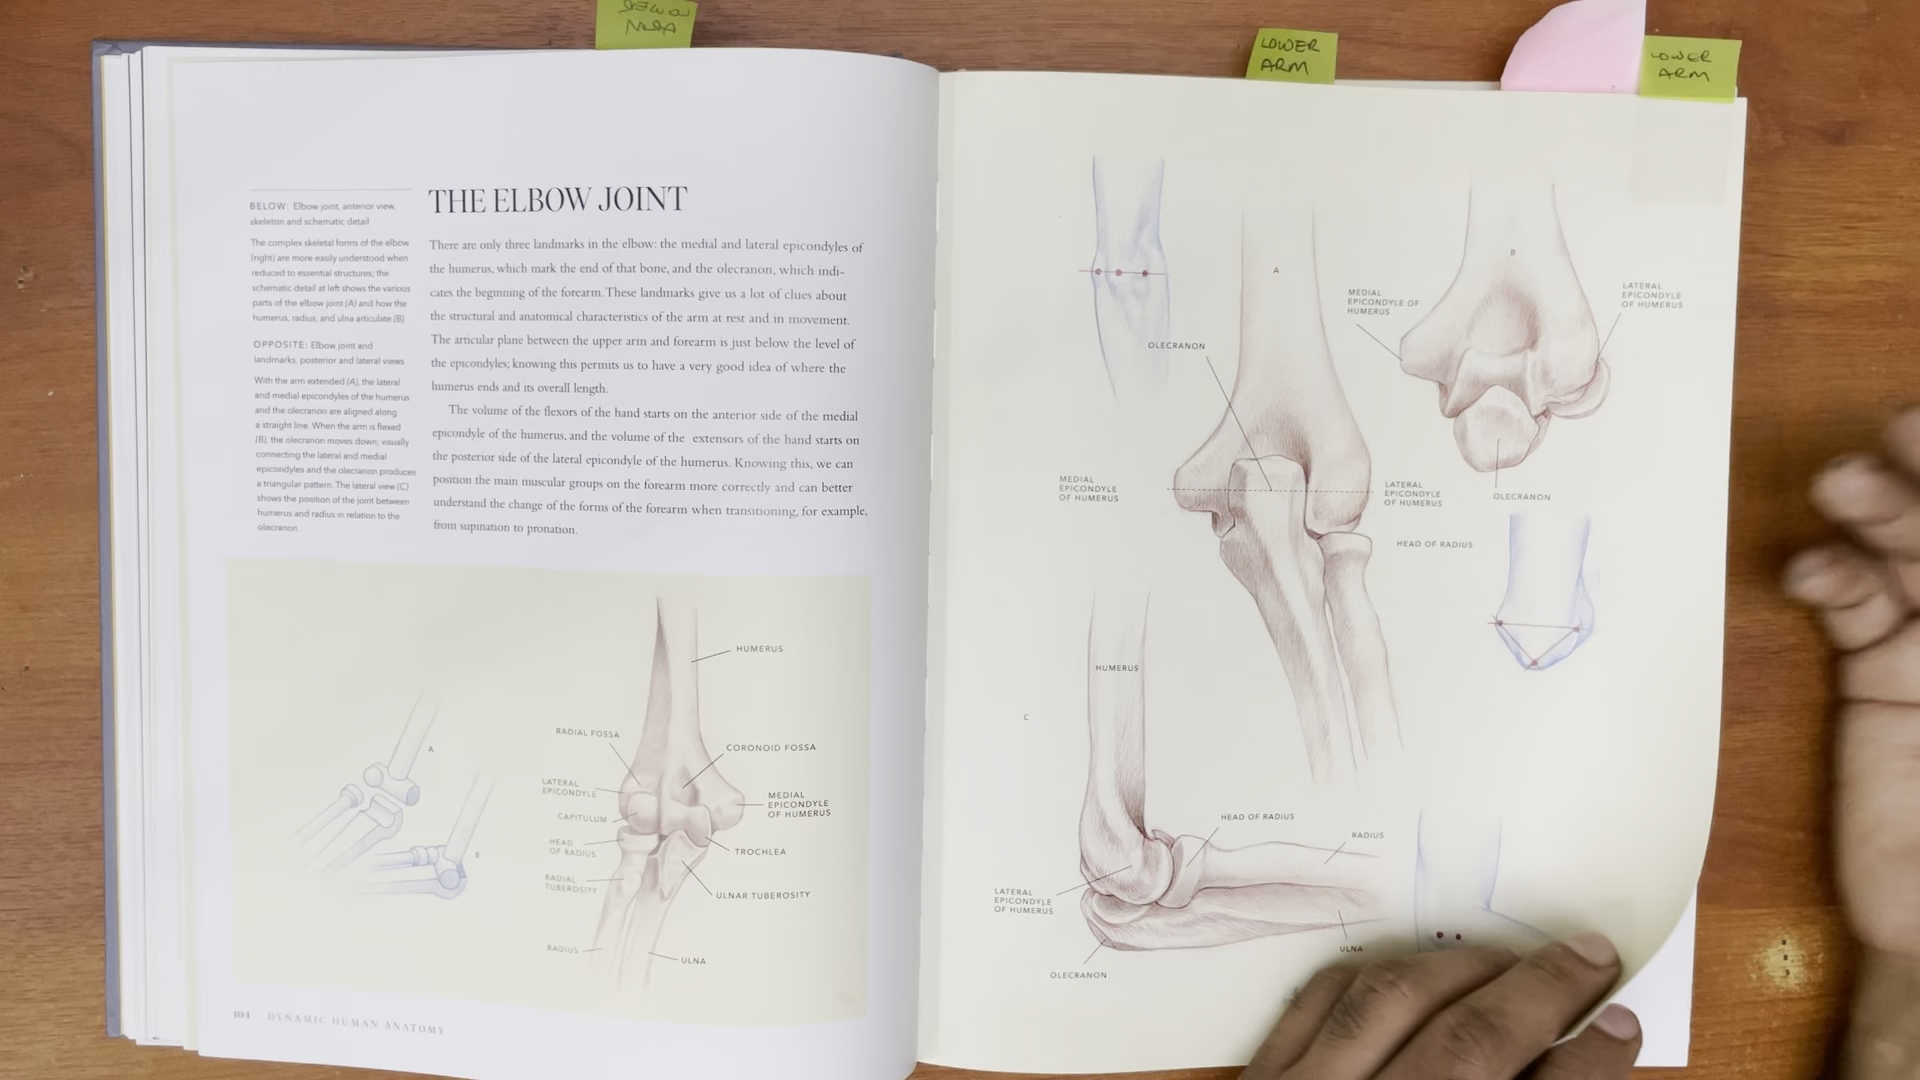 LOWER
ARM
LOWER
ARM
BELOW: Elbow joint, anterior view,
skeleton and schematic detail
The complex skeletal forms of the elbow
(right) are more easily understood when
reduced to essential structures; the
schematic detail at left shows the various
parts of the elbow joint (A) and how the
humerus, radius, and ulna articulate (B).
OPPOSITE: Elbow joint and
landmarks, posterior and lateral views
With the arm extended (A), the lateral
and medial epicondyles of the humerus
and the olecranon are aligned along
a straight line. When the arm is flexed
(B), the olecranon moves down; visually
connecting the lateral and medial
epicondyles and the olecranon produces
a triangular pattern. The lateral view (C)
shows the position of the joint between
humerus and radius in relation to the
olecranon.
THE ELBOW JOINT
There are only three landmarks in the elbow: the medial and lateral epicondyles of
the humerus, which mark the end of that bone, and the olecranon, which indi-
cates the beginning of the forearm. These landmarks give us a lot of clues about
the structural and anatomical characteristics of the arm at rest and in movement.
The articular plane between the upper arm and forearm is just below the level of
the epicondyles; knowing this permits us to have a very good idea of where the
humerus ends and its overall length.
The volume of the flexors of the hand starts on the anterior side of the medial
epicondyle of the humerus, and the volume of the extensors of the hand starts on
the posterior side of the lateral epicondyle of the humerus. Knowing this, we can
position the main muscular groups on the forearm more correctly and can better
understand the change of the forms of the forearm when transitioning, for example,
from supination to pronation.
A
B
HUMERUS
RADIAL FOSSA
CORONOID FOSSA
LATERAL
EPICONDYLE
MEDIAL
EPICONDYLE
OF HUMERUS
CAPITULUM
HEAD
OF RADIUS
TROCHLEA
RADIAL
TUBEROSITY
ULNAR TUBEROSITY
RADIUS
ULNA
104 DYNAMIC HUMAN ANATOMY
A
OLECRANON
MEDIAL
EPICONDYLE
OF HUMERUS
LATERAL
EPICONDYLE
OF HUMERUS
HEAD OF RADIUS
B
MEDIAL
EPICONDYLE OF
HUMERUS
LATERAL
EPICONDYLE
OF HUMERUS
OLECRANON
C
HUMERUS
HEAD OF RADIUS
RADIUS
LATERAL
EPICONDYLE
OF HUMERUS
ULNA
OLECRANON